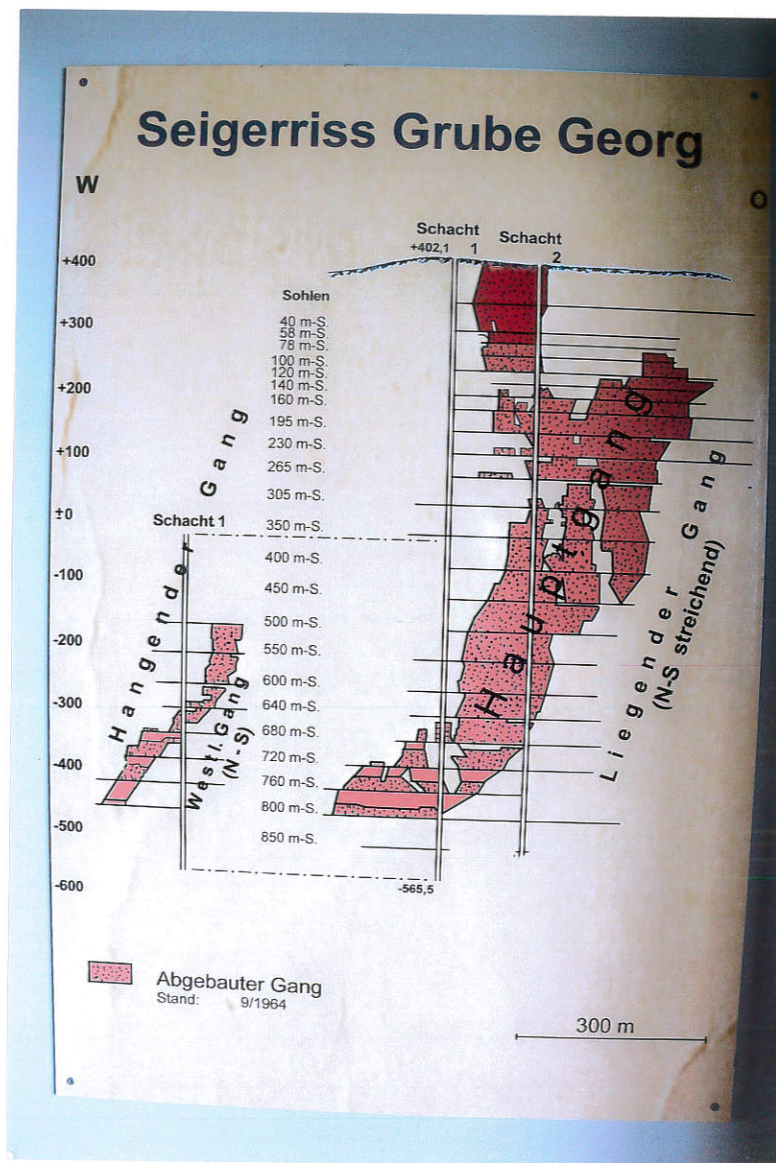 Seigerriss Grube Georg
W
O
Schacht
1
Schacht
2
+402,1
+400
+300
+200
+100
±0
-100
-200
-300
-400
-500
-600
Sohlen
40 m-S.
58 m-S.
78 m-S.
100 m-S.
120 m-S.
140 m-S.
160 m-S.
195 m-S.
230 m-S.
265 m-S.
305 m-S.
350 m-S.
400 m-S.
450 m-S.
500 m-S.
550 m-S.
600 m-S.
640 m-S.
680 m-S.
720 m-S.
760 m-S.
800 m-S.
850 m-S.
Schacht 1
Hangender Gang
Westl. Gang
(N-S)
Hauptgang
Liegender Gang
(N-S streichend)
-565,5
Abgebauter Gang
Stand: 9/1964
300 m